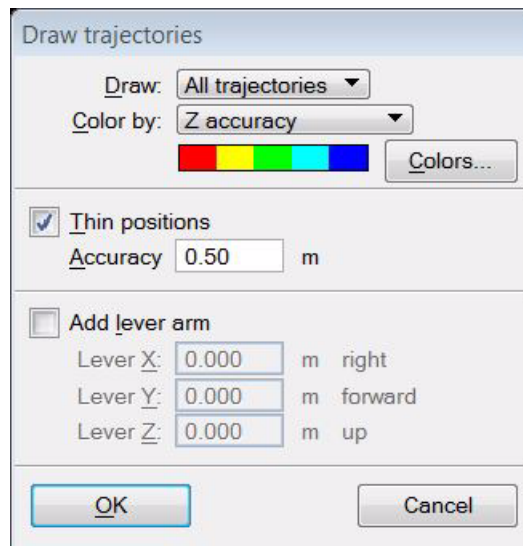 Draw trajectories
Draw: All trajectories
Color by: Z accuracy
Colors...
Thin positions
Accuracy 0.50 m
Add lever arm
Lever X: 0.000 m right
Lever Y: 0.000 m forward
Lever Z: 0.000 m up
OK Cancel